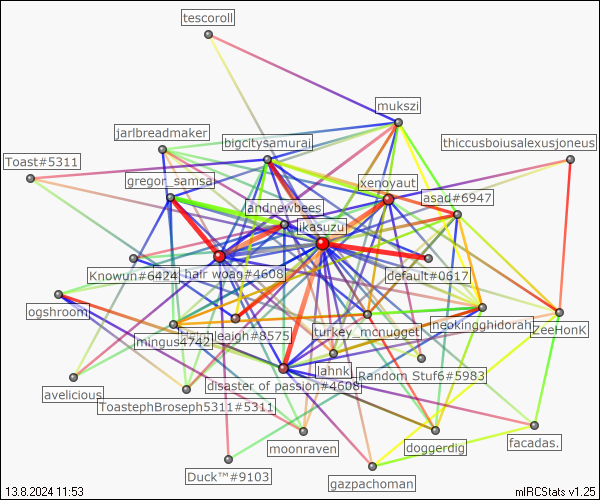 tescoroll
mukszi
jarlbreadmaker
bigcitysamurai
thiccusboiusalexusjoneus
Toast#5311
gregor_samsa
xenoyaut
asad#6947
andnewbees
ikasuzu
Knowun#6424
hair woag#4608
default#0617
ogshroom
mingus4742
leaigh#8575
turkey_mcnugget
neokingghidorah
ZeeHonK
lahnk
Random Stuf6#5983
disaster of passion#4608
avelicious
ToastephBroseph5311#5311
moonraven
doggerdig
facadas.
Duck™#9103
gazpachoman
13.8.2024 11:53
mIRCStats v1.25